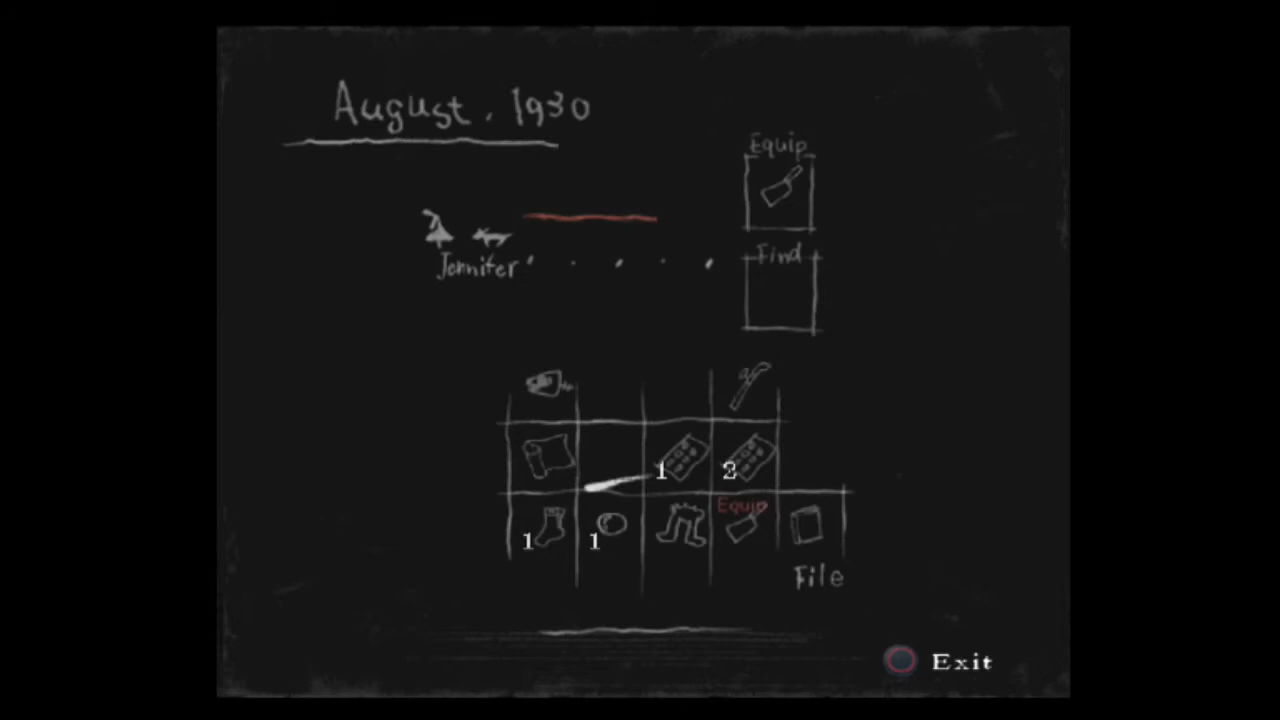 August. 1930
Equip
Find
Jennifer
1
2
Equip
1
1
File
Exit